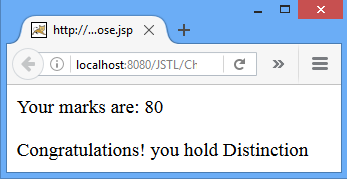 http://...ose.jsp
localhost:8080/JSTL/Ch
Your marks are: 80
Congratulations! you hold Distinction